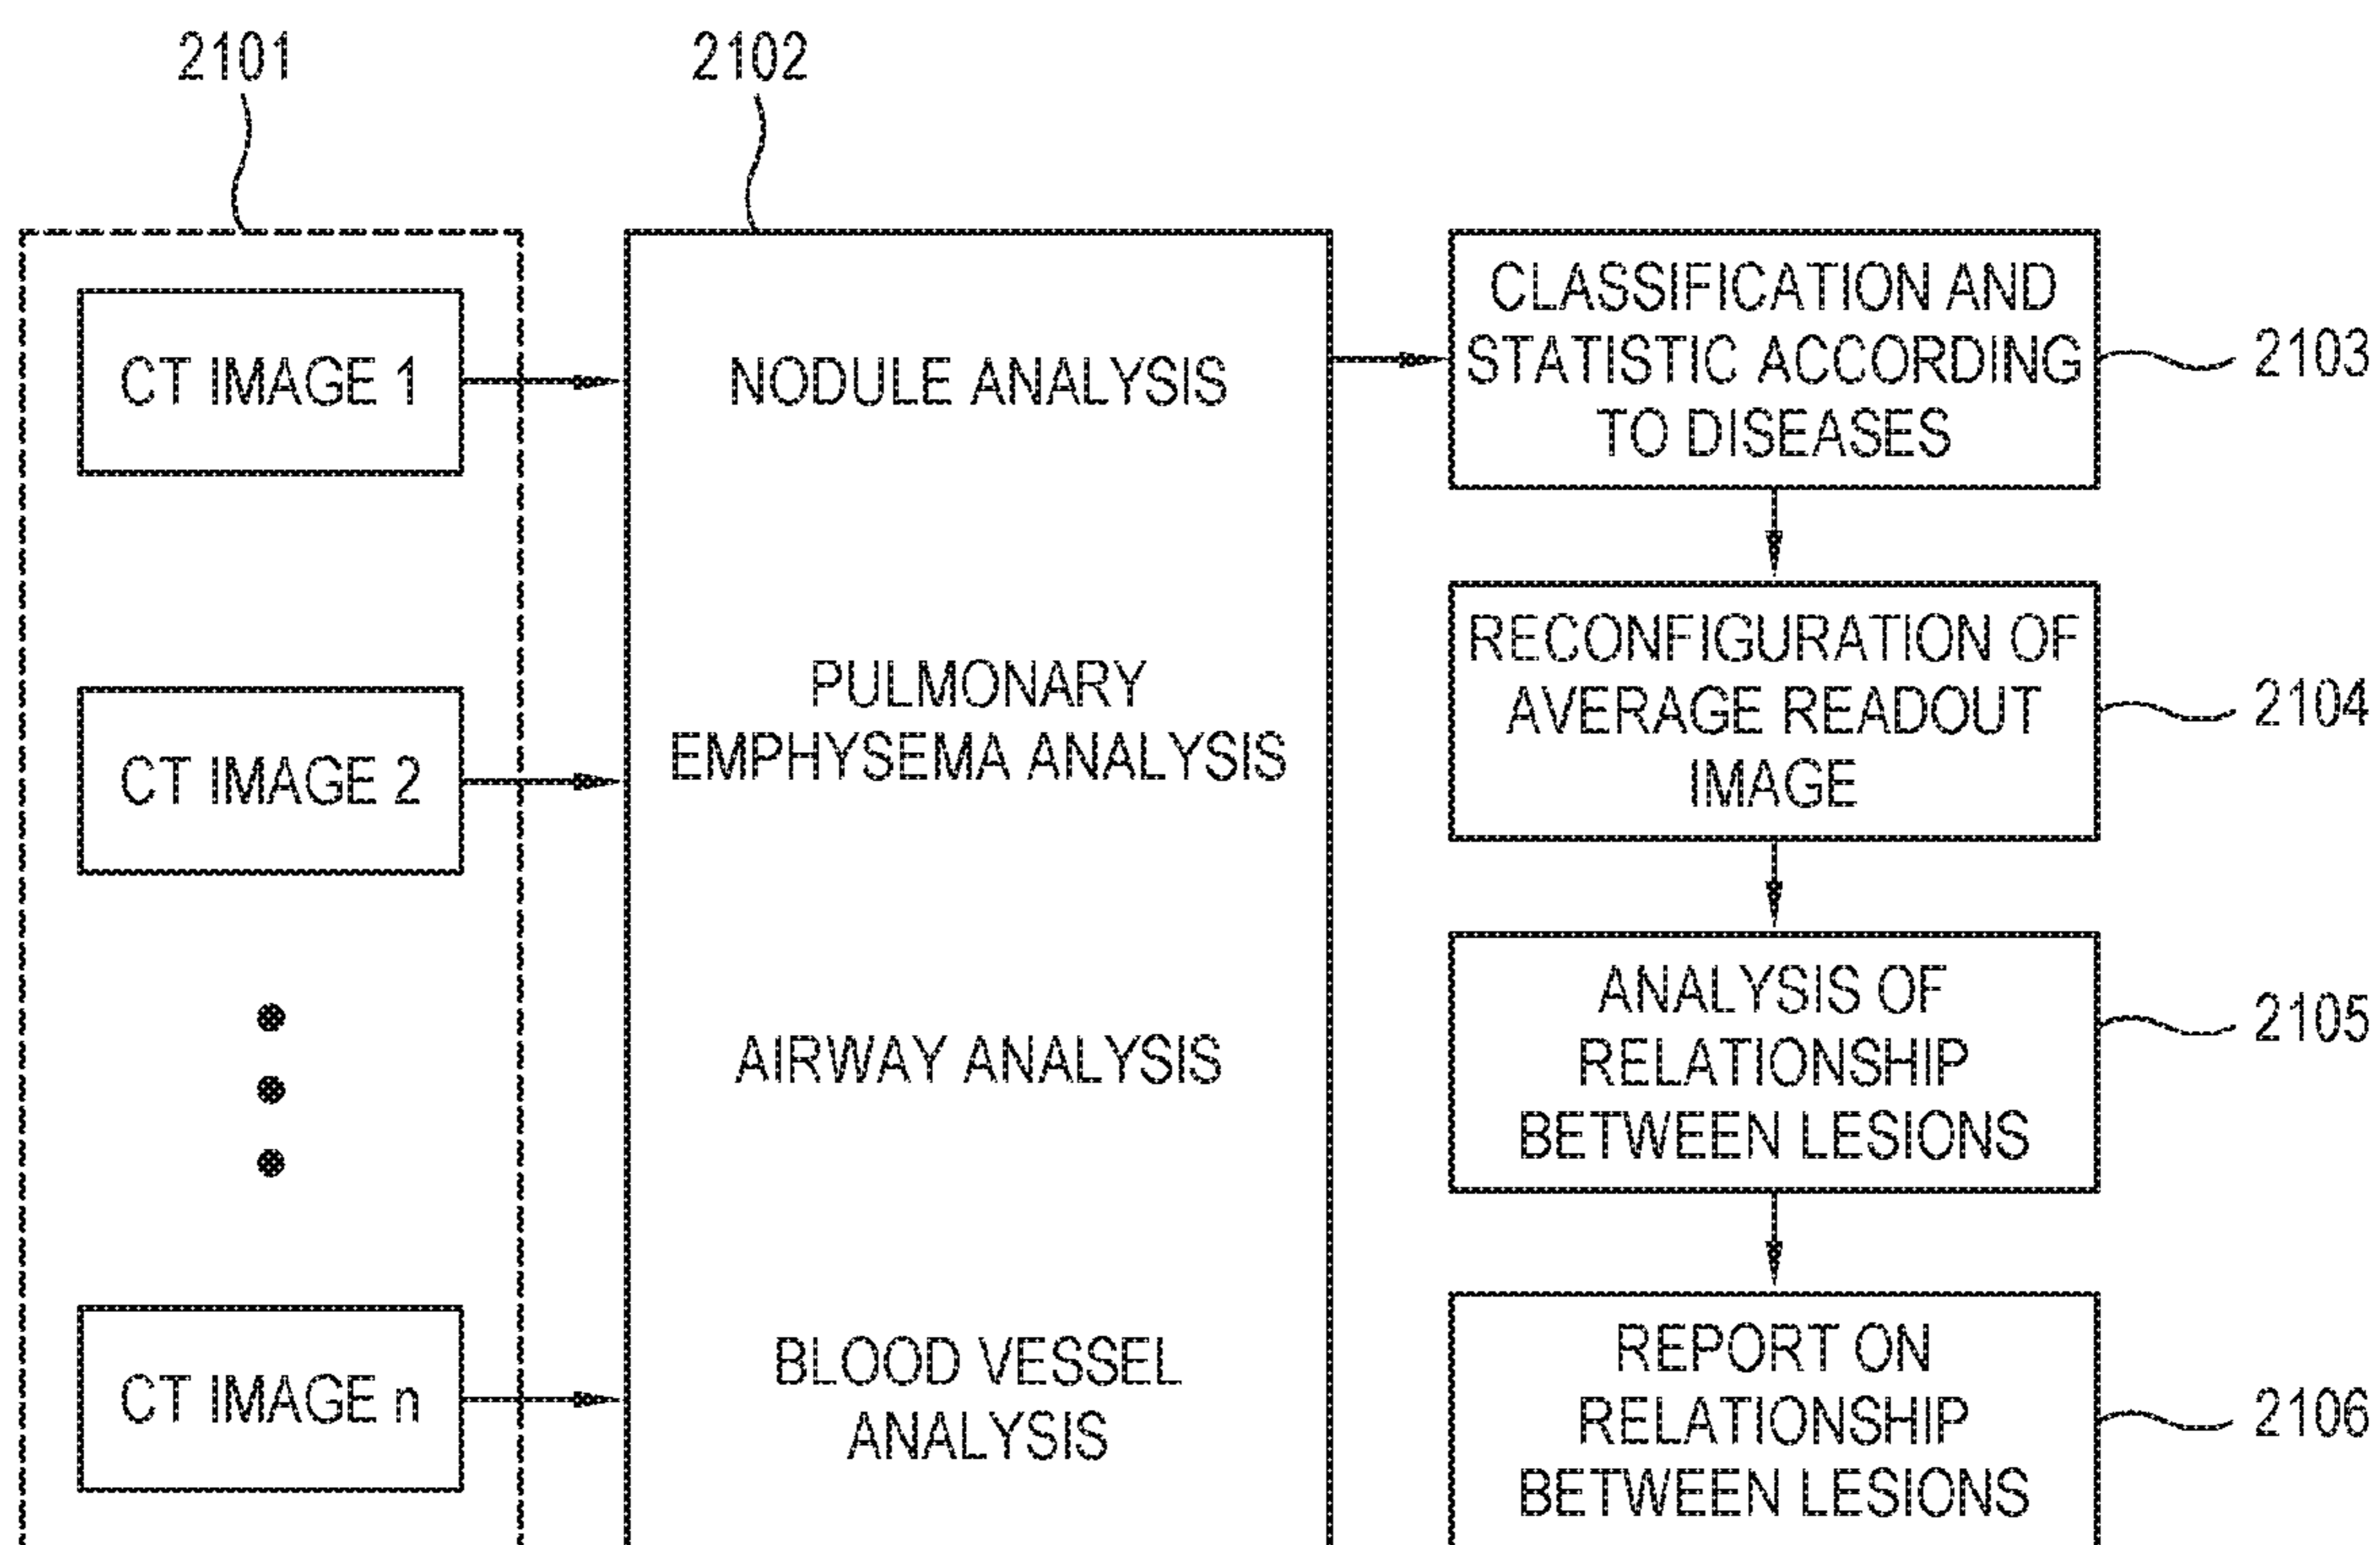 2101
2102
CT IMAGE 1
CT IMAGE 2
CT IMAGE n
NODULE ANALYSIS
PULMONARY
EMPHYSEMA ANALYSIS
AIRWAY ANALYSIS
BLOOD VESSEL
ANALYSIS
CLASSIFICATION AND
STATISTIC ACCORDING
TO DISEASES
2103
RECONFIGURATION OF
AVERAGE READOUT
IMAGE
2104
ANALYSIS OF
RELATIONSHIP
BETWEEN LESIONS
2105
REPORT ON
RELATIONSHIP
BETWEEN LESIONS
2106